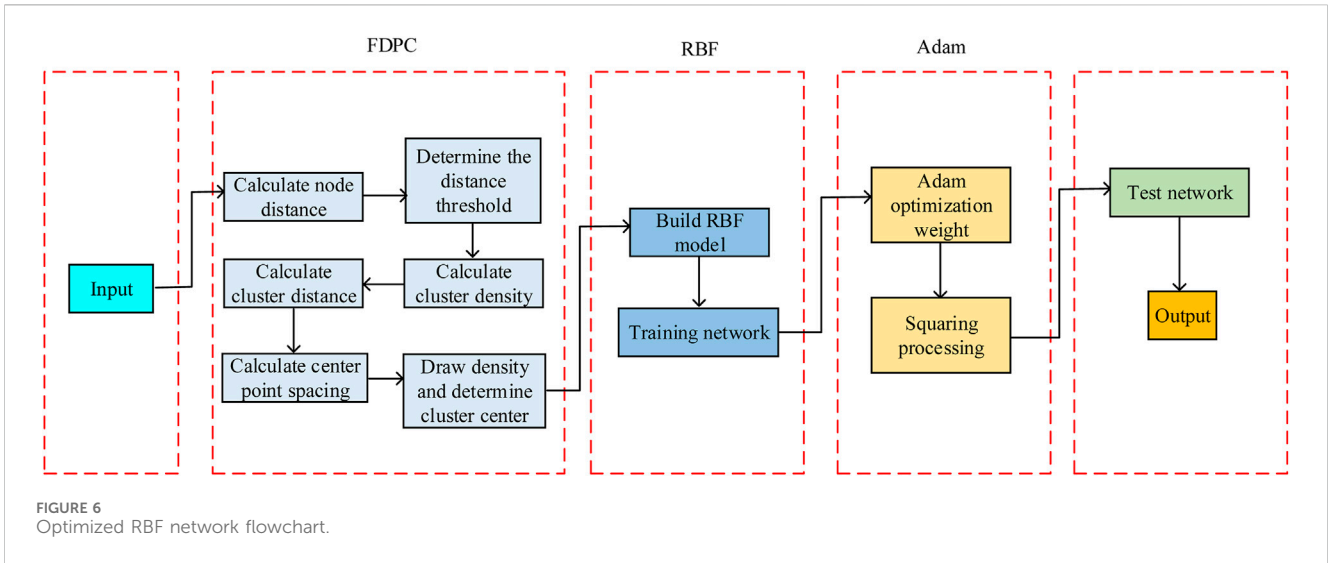 FDPC
RBF
Adam
Input
Calculate node
distance
Determine the
distance
threshold
Calculate
cluster density
Calculate
cluster distance
Calculate center
point spacing
Draw density
and determine
cluster center
Build RBF
model
Training network
Adam
optimization
weight
Squaring
processing
Test network
Output
FIGURE 6
Optimized RBF network flowchart.